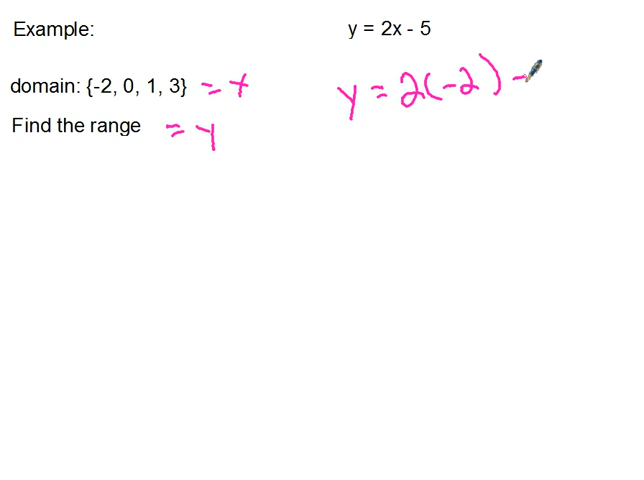 Example:
y = 2x - 5
domain: {-2, 0, 1, 3} = x
y = 2(-2) -
Find the range = y